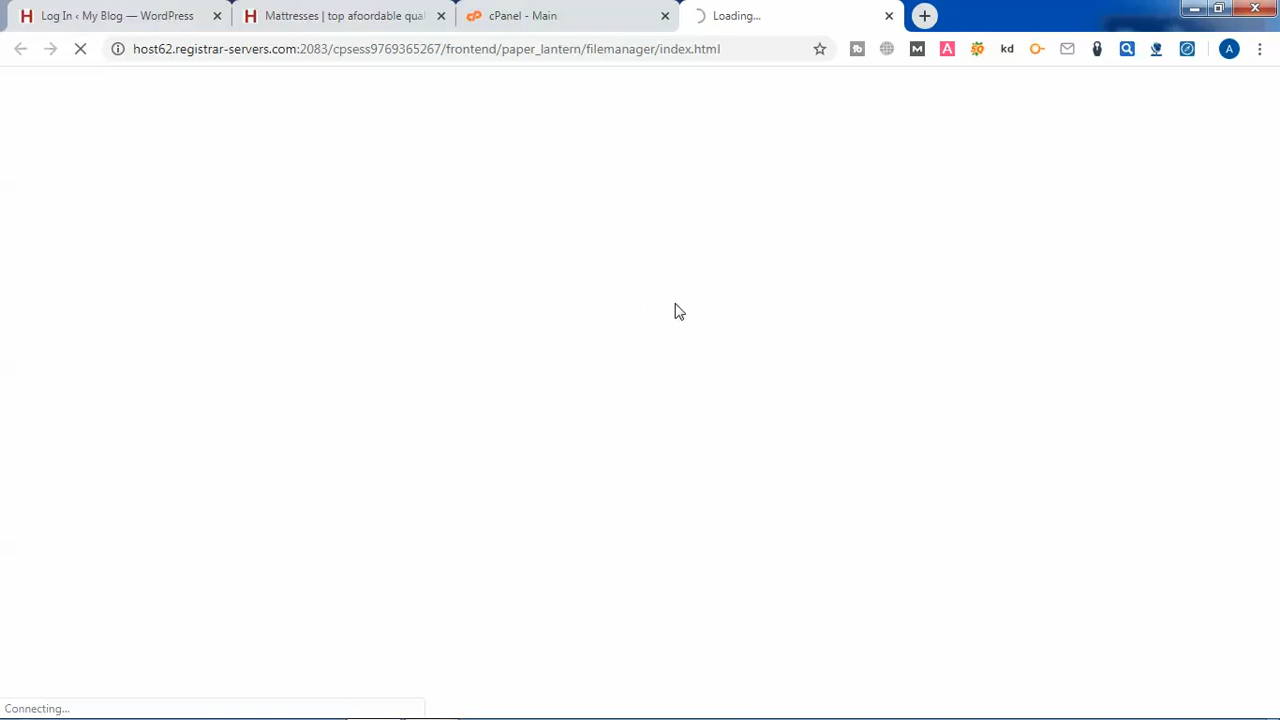 Log In ‹ My Blog — WordPress
Mattresses | top afoordable qual
cPanel - Main
Loading...
host62.registrar-servers.com:2083/cpsess9769365267/frontend/paper_lantern/filemanager/index.html
M
A
kd
A
Connecting...